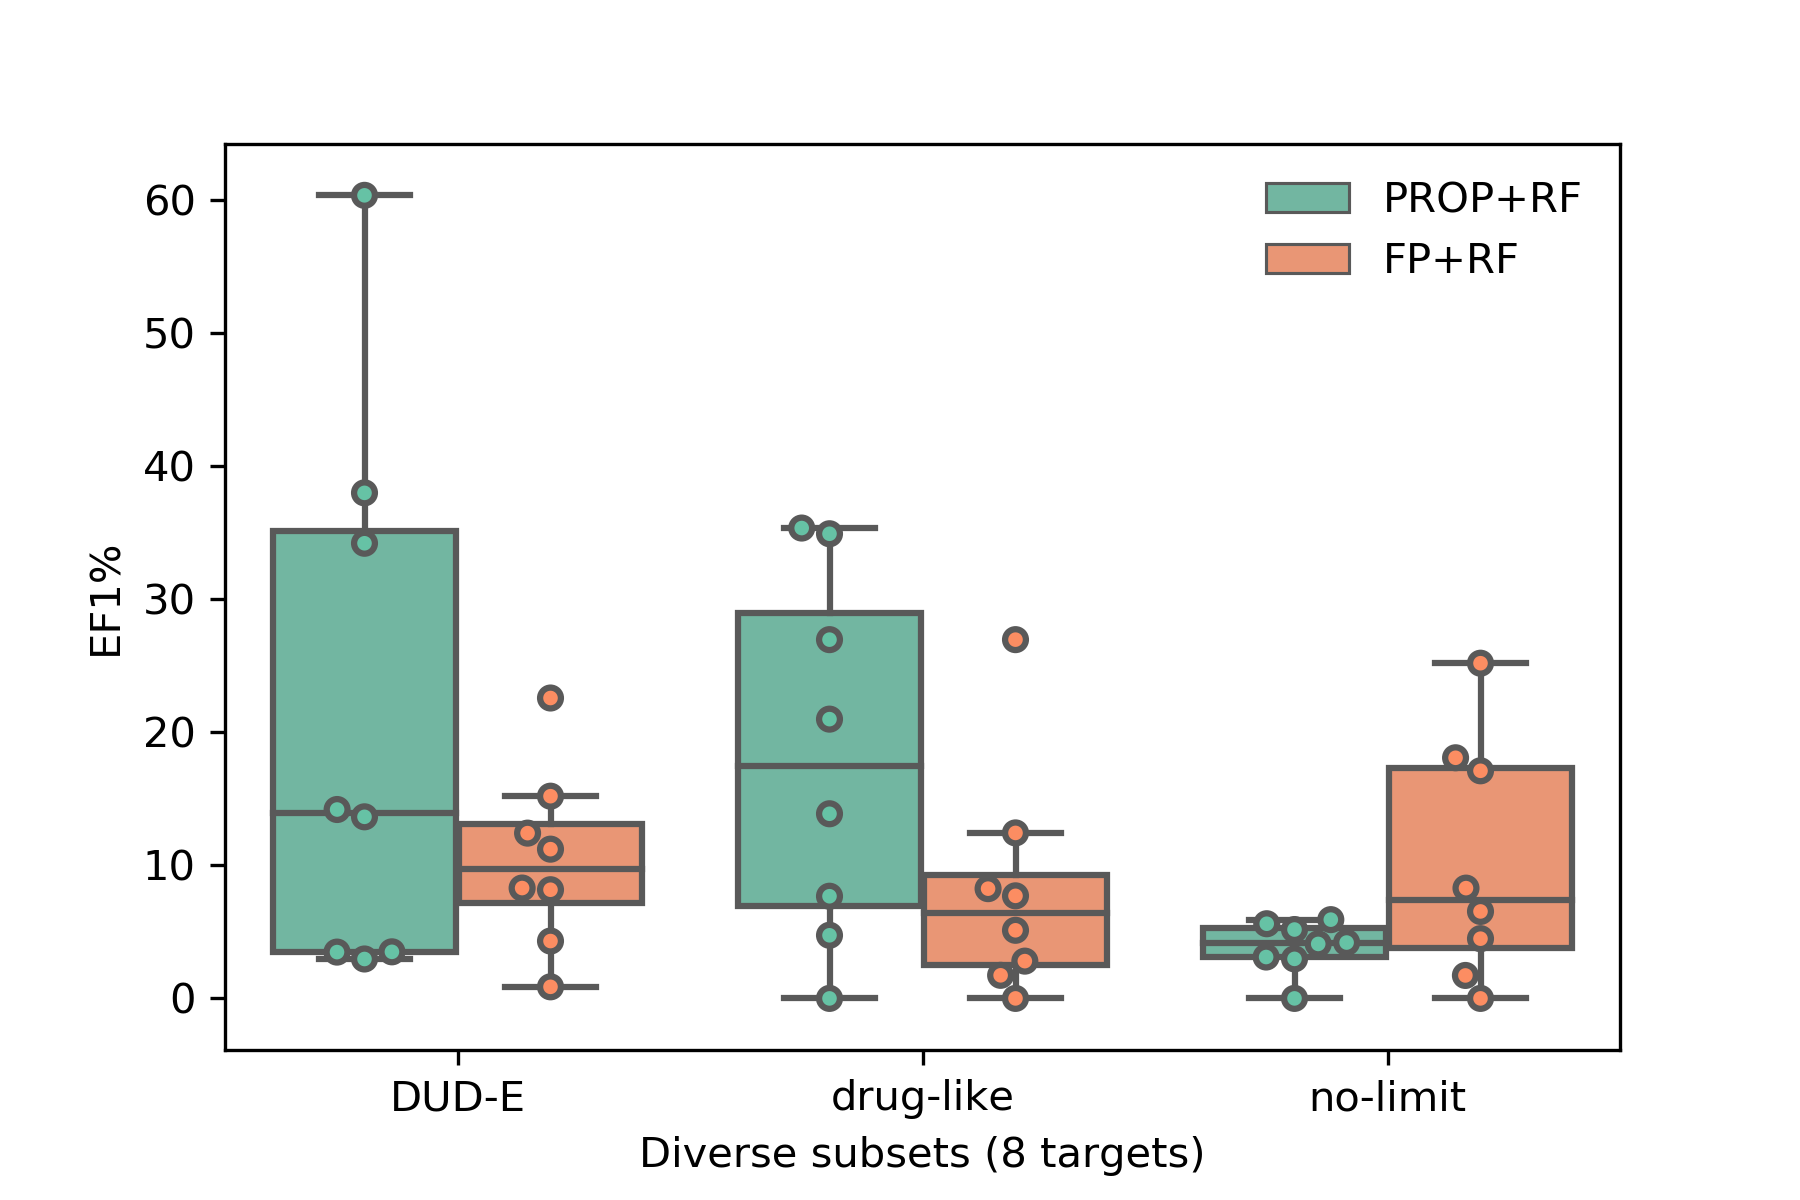 PROP+RF
FP+RF
60
50
40
30
20
10
0
EF1%
DUD-E
drug-like
no-limit
Diverse subsets (8 targets)